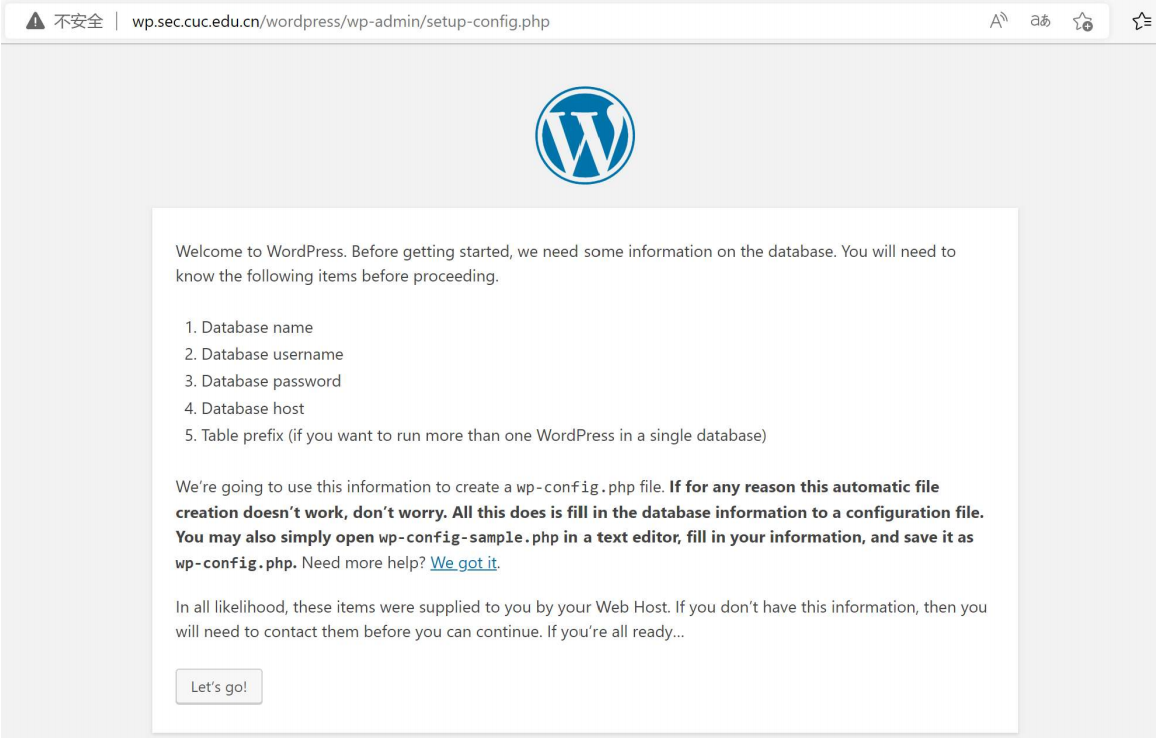 不安全 wp.sec.cuc.edu.cn/wordpress/wp-admin/setup-config.php A あ aあ
Welcome to WordPress. Before getting started, we need some information on the database. You will need to
know the following items before proceeding.
1. Database name
2. Database username
3. Database password
4. Database host
5. Table prefix (if you want to run more than one WordPress in a single database)
We’re going to use this information to create a wp-config.php file. If for any reason this automatic file
creation doesn’t work, don’t worry. All this does is fill in the database information to a configuration file.
You may also simply open wp-config-sample.php in a text editor, fill in your information, and save it as
wp-config.php. Need more help? We got it.
In all likelihood, these items were supplied to you by your Web Host. If you don’t have this information, then you
will need to contact them before you can continue. If you’re all ready…
Let’s go!